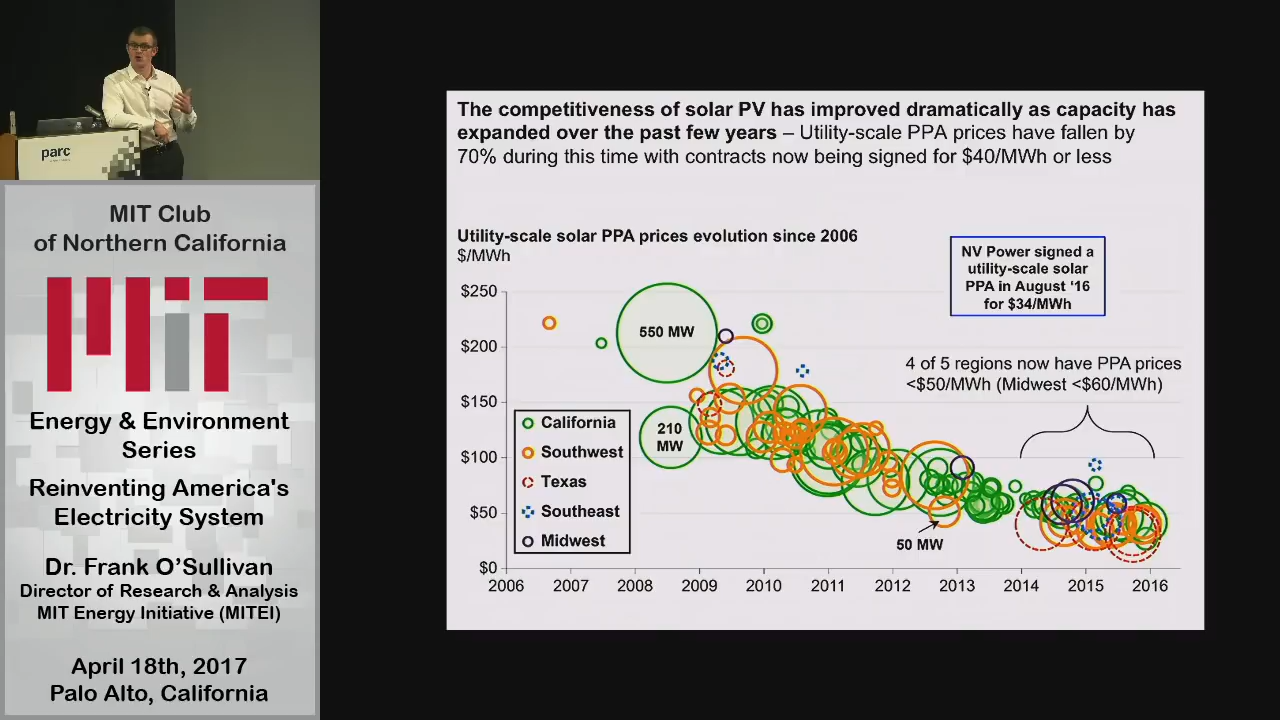 parc
MIT Club
of Northern California
MIT
Energy & Environment
Series
Reinventing America's
Electricity System
Dr. Frank O'Sullivan
Director of Research & Analysis
MIT Energy Initiative (MITEI)
April 18th, 2017
Palo Alto, California
The competitiveness of solar PV has improved dramatically as capacity has
expanded over the past few years – Utility-scale PPA prices have fallen by
70% during this time with contracts now being signed for $40/MWh or less
Utility-scale solar PPA prices evolution since 2006
$/MWh
NV Power signed a
utility-scale solar
PPA in August '16
for $34/MWh
4 of 5 regions now have PPA prices
<$50/MWh (Midwest <$60/MWh)
$250
$200
$150
$100
$50
$0
550 MW
210
MW
50 MW
California
Southwest
Texas
Southeast
Midwest
2006 2007 2008 2009 2010 2011 2012 2013 2014 2015 2016